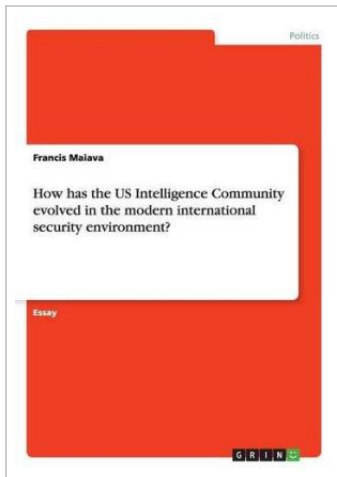 Politics
Francis Maiava
How has the US Intelligence Community
evolved in the modern international
security environment?
Essay
GRIN